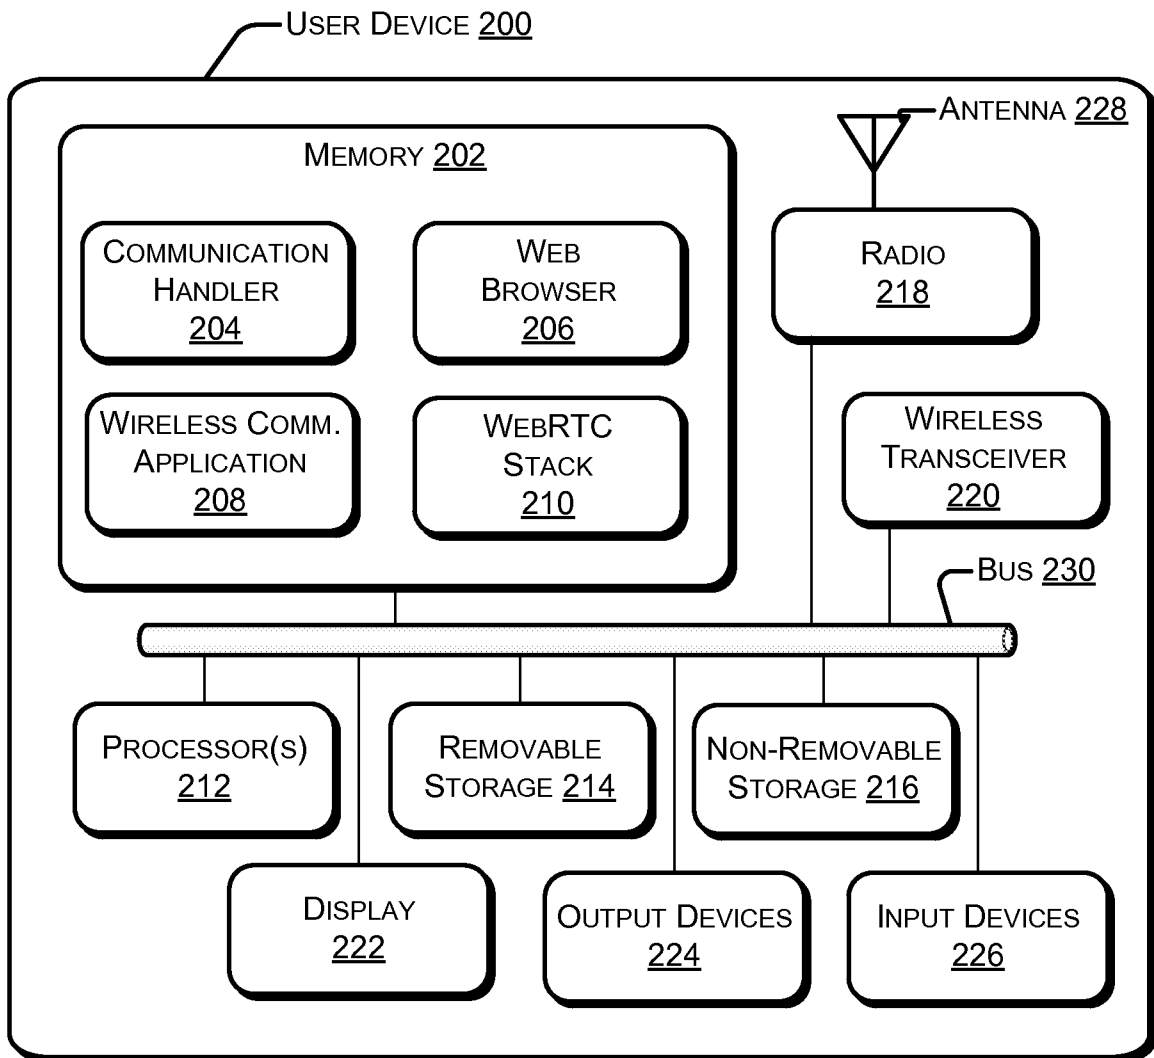 USER DEVICE 200
ANTENNA 228
MEMORY 202
COMMUNICATION
HANDLER
204
WEB
BROWSER
206
RADIO
218
WIRELESS COMM.
APPLICATION
208
WEBRTC
STACK
210
WIRELESS
TRANSCEIVER
220
BUS 230
PROCESSOR(S)
212
REMOVABLE
STORAGE 214
NON-REMOVABLE
STORAGE 216
DISPLAY
222
OUTPUT DEVICES
224
INPUT DEVICES
226